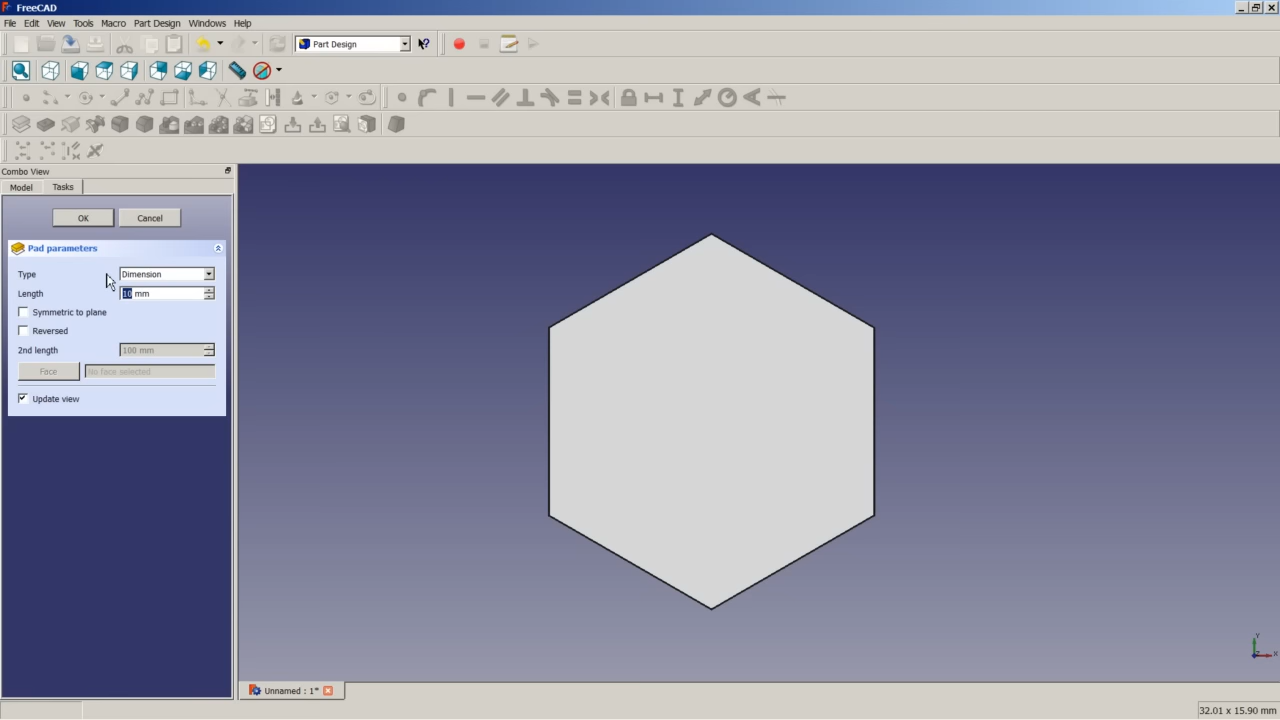 FreeCAD
File Edit View Tools Macro Part Design Windows Help
Part Design
Combo View
Model Tasks
OK Cancel
Pad parameters
Type Dimension
Length 10 mm
Symmetric to plane
Reversed
2nd length 100 mm
Face No face selected
Update view
Y
X
Unnamed : 1*
32.01 x 15.90 mm